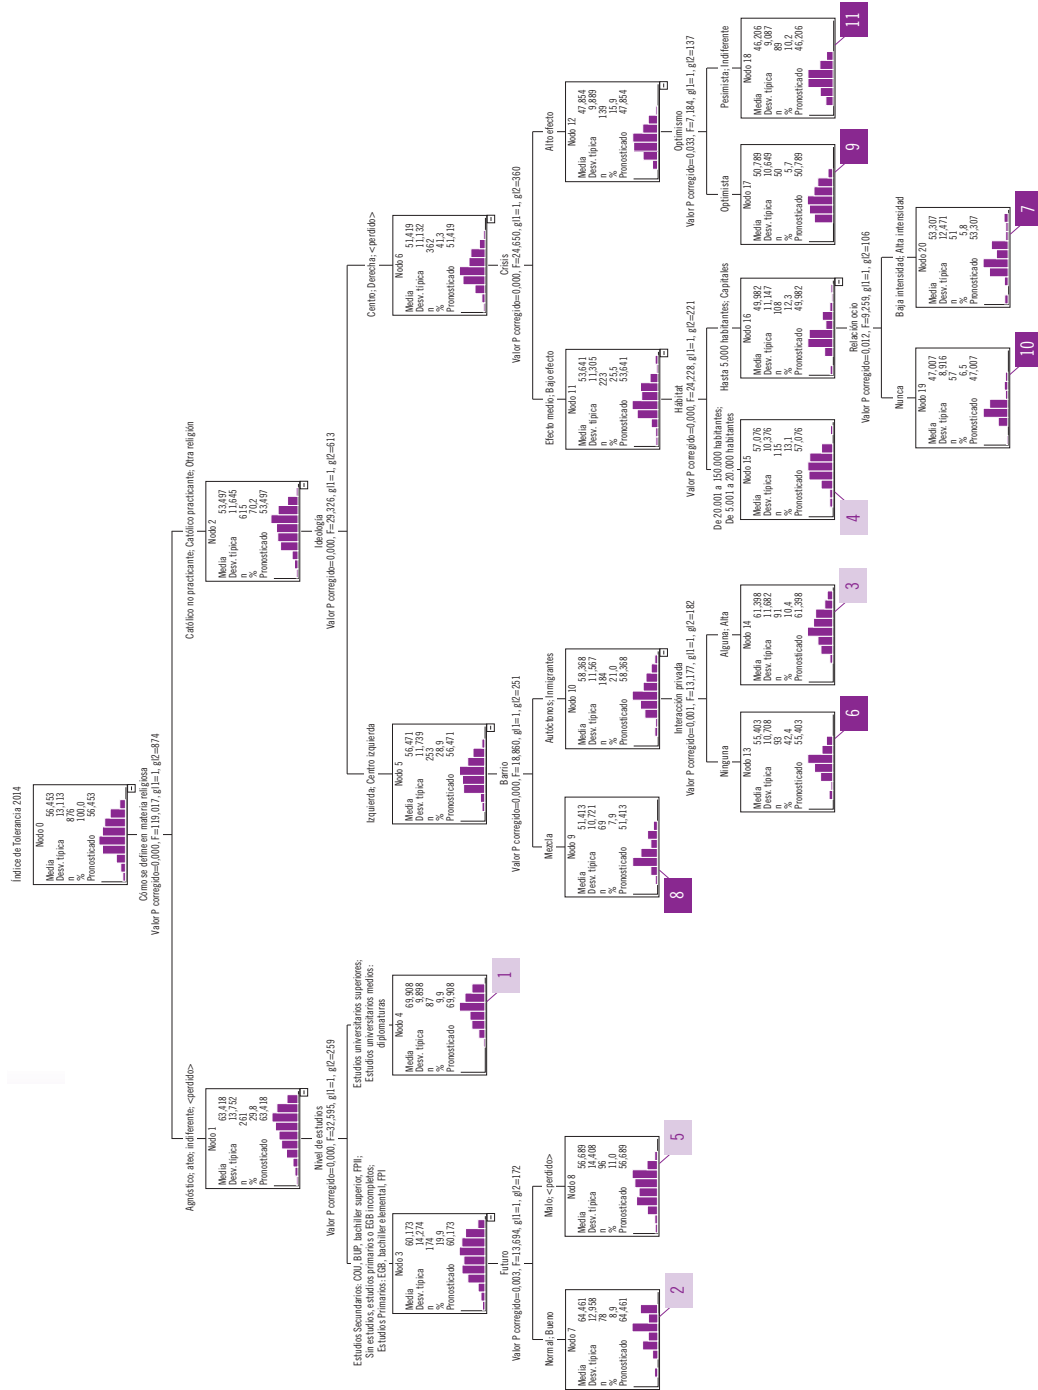 Índice de Tolerancia 2014
Nodo 0
Media 56,453
Desv. típica 13,113
n 876
% 100,0
Pronosticado 56,453
Cómo se define en materia religiosa
Valor P corregido=0,000, F=119,017, gl1=1, gl2=874
Agnóstico; ateo; indiferente; <perdido>
Nodo 1
Media 63,418
Desv. típica 13,752
n 261
% 29,8
Pronosticado 63,418
Nivel de estudios
Valor P corregido=0,000, F=32,595, gl1=1, gl2=259
Católico no practicante; Católico practicante; Otra religión
Nodo 2
Media 53,497
Desv. típica 11,645
n 615
% 70,2
Pronosticado 53,497
Ideología
Valor P corregido=0,000, F=29,326, gl1=1, gl2=613
Estudios Secundarios: COU, BUP, bachiller superior, FPII;
Sin estudios, estudios primarios o EGB incompletos;
Estudios Primarios: EGB, bachiller elemental, FPI
Nodo 3
Media 60,173
Desv. típica 14,274
n 174
% 19,9
Pronosticado 60,173
Futuro
Valor P corregido=0,003, F=13,694, gl1=1, gl2=172
Estudios universitarios superiores;
Estudios universitarios medios:
diplomaturas
Nodo 4
Media 69,908
Desv. típica 9,898
n 87
% 9,9
Pronosticado 69,908
1
Izquierda; Centro izquierda
Nodo 5
Media 56,471
Desv. típica 11,739
n 253
% 28,9
Pronosticado 56,471
Barrio
Valor P corregido=0,000, F=18,860, gl1=1, gl2=251
Centro; Derecha; <perdido>
Nodo 6
Media 51,419
Desv. típica 11,132
n 362
% 41,3
Pronosticado 51,419
Crisis
Valor P corregido=0,000, F=24,650, gl1=1, gl2=360
Normal; Bueno
Nodo 7
Media 64,461
Desv. típica 12,958
n 78
% 8,9
Pronosticado 64,461
2
Malo; <perdido>
Nodo 8
Media 56,689
Desv. típica 14,408
n 96
% 11,0
Pronosticado 56,689
5
Mezcla
Nodo 9
Media 51,413
Desv. típica 10,721
n 69
% 7,9
Pronosticado 51,413
8
Autóctonos; Inmigrantes
Nodo 10
Media 58,368
Desv. típica 11,567
n 184
% 21,0
Pronosticado 58,368
Interacción privada
Valor P corregido=0,001, F=13,177, gl1=1, gl2=182
Efecto medio; Bajo efecto
Nodo 11
Media 53,641
Desv. típica 11,305
n 223
% 25,5
Pronosticado 53,641
Hábitat
Valor P corregido=0,000, F=24,228, gl1=1, gl2=221
Alto efecto
Nodo 12
Media 47,854
Desv. típica 9,889
n 139
% 15,9
Pronosticado 47,854
Optimismo
Valor P corregido=0,033, F=7,184, gl1=1, gl2=137
Ninguna
Nodo 13
Media 55,403
Desv. típica 10,708
n 93
% 42,4
Pronosticado 55,403
6
Alguna; Alta
Nodo 14
Media 61,398
Desv. típica 11,682
n 91
% 10,4
Pronosticado 61,398
3
De 20.001 a 150.000 habitantes;
De 5.001 a 20.000 habitantes
Nodo 15
Media 57,076
Desv. típica 10,376
n 115
% 13,1
Pronosticado 57,076
4
Hasta 5.000 habitantes; Capitales
Nodo 16
Media 49,982
Desv. típica 11,147
n 108
% 12,3
Pronosticado 49,982
Relación ocio
Valor P corregido=0,012, F=9,259, gl1=1, gl2=106
Optimista
Nodo 17
Media 50,789
Desv. típica 10,649
n 50
% 5,7
Pronosticado 50,789
9
Pesimista; Indiferente
Nodo 18
Media 46,206
Desv. típica 9,087
n 89
% 10,2
Pronosticado 46,206
11
Nunca
Nodo 19
Media 47,007
Desv. típica 8,916
n 57
% 6,5
Pronosticado 47,007
10
Baja intensidad; Alta intensidad
Nodo 20
Media 53,307
Desv. típica 12,471
n 51
% 5,8
Pronosticado 53,307
7